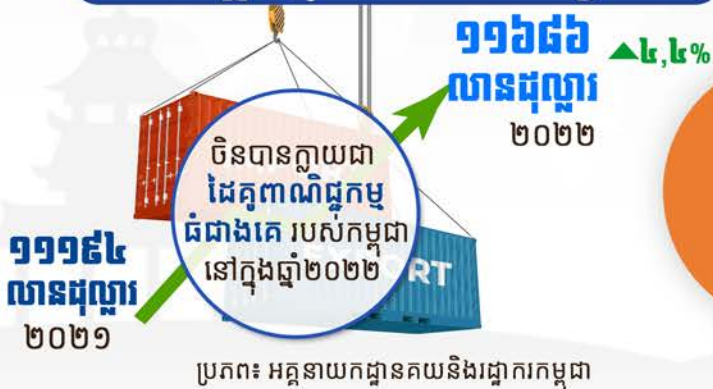 ១១៦៨៦ ▲៤,៤%
លានដុល្លារ
២០២២
ចិនបានក្លាយជា
ដៃគូពាណិជ្ជកម្ម
ធំជាងគេ របស់កម្ពុជា
នៅក្នុងឆ្នាំ២០២២
១១១៩៤
លានដុល្លារ
២០២១
ប្រភព៖ អគ្គនាយកដ្ឋានគយនិងរដ្ឋាករកម្ពុជា